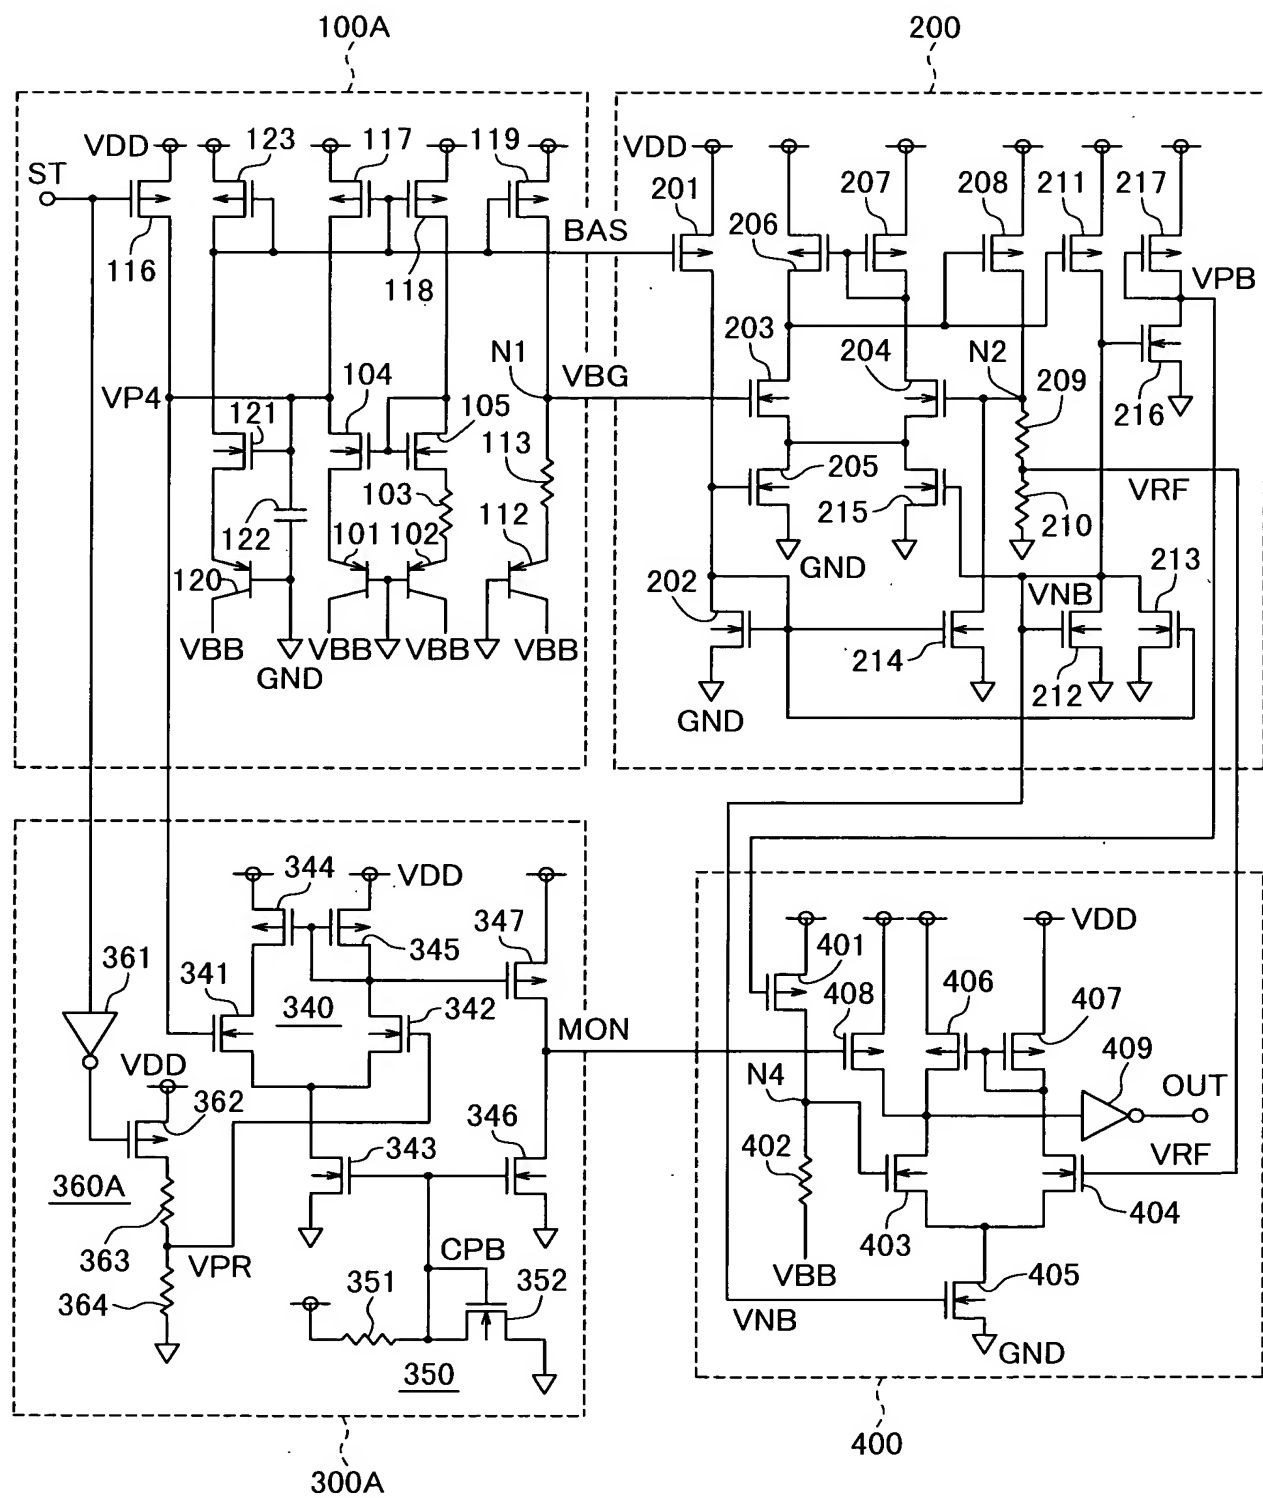 100A
200
VDD
123
117
119
ST
116
118
BAS
VDD
201
207
208
211
217
206
VPB
203
204
N2
209
216
N1
VBG
VP4
104
121
105
113
103
122
101
102
112
120
VBB
VBB
VBB
VBB
GND
205
215
VRF
210
GND
202
VNB
213
214
212
GND
344
VDD
347
345
361
341
340
342
MON
VDD
362
343
346
360A
363
VPR
364
CPB
351
352
350
300A
VDD
401
408
406
407
409
OUT
N4
402
VRF
403
404
VBB
405
VNB
GND
400